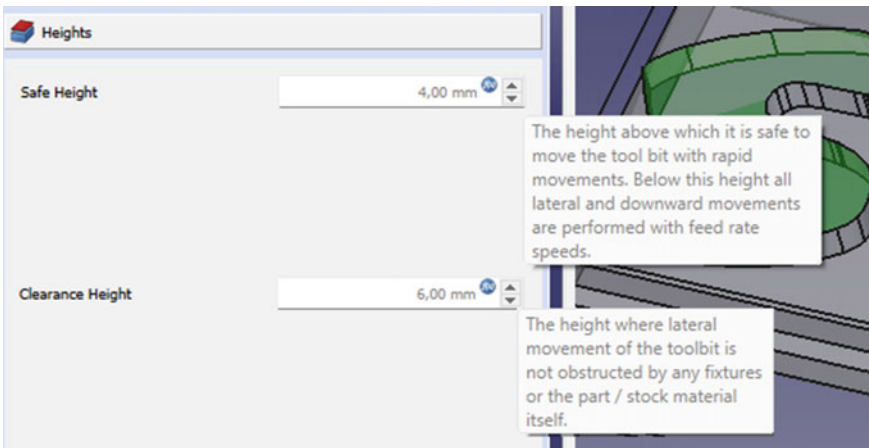 Heights
Safe Height
4,00 mm
The height above which it is safe to
move the tool bit with rapid
movements. Below this height all
lateral and downward movements
are performed with feed rate
speeds.
Clearance Height
6,00 mm
The height where lateral
movement of the toolbit is
not obstructed by any fixtures
or the part / stock material
itself.